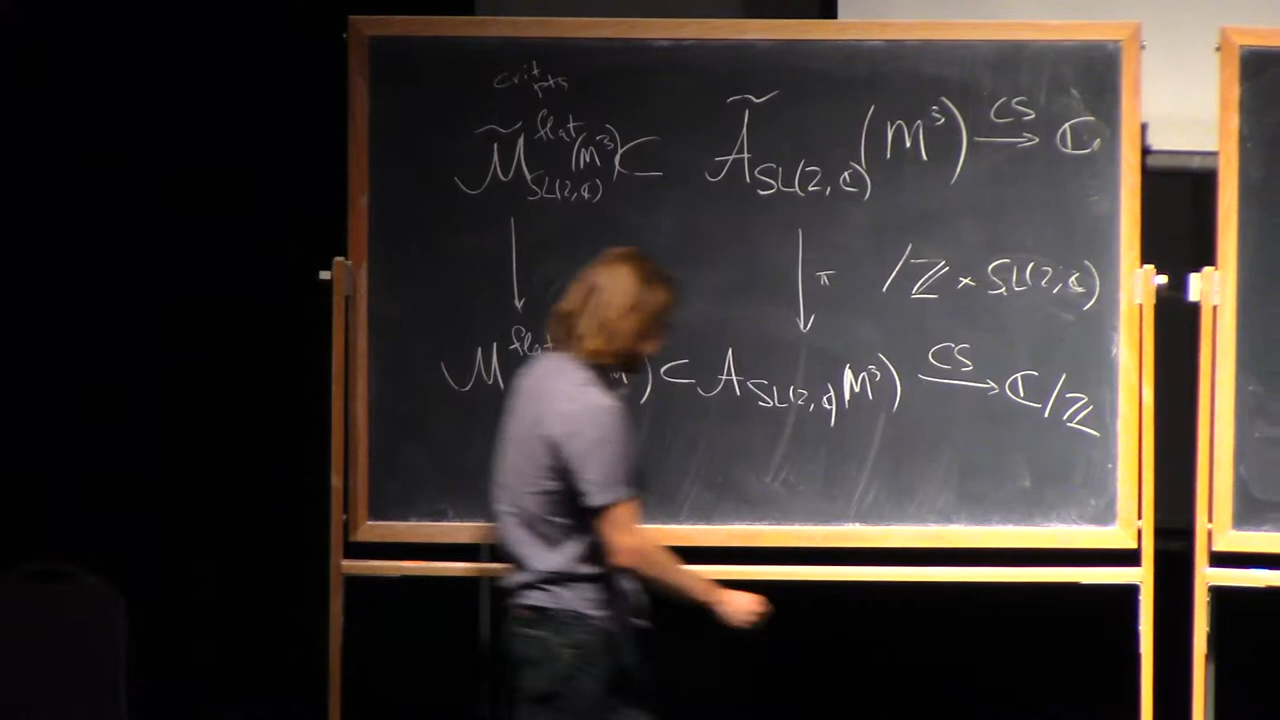 crit pts
M̃^flat_SL(2,ℂ)(M³) ⊂ Ã_SL(2,ℂ)(M³) —CS→ ℂ
↓ ↓ π /ℤ × SL(2,ℂ)
M^flat ) ⊂ A_SL(2,ℂ)(M³) —CS→ ℂ/ℤ